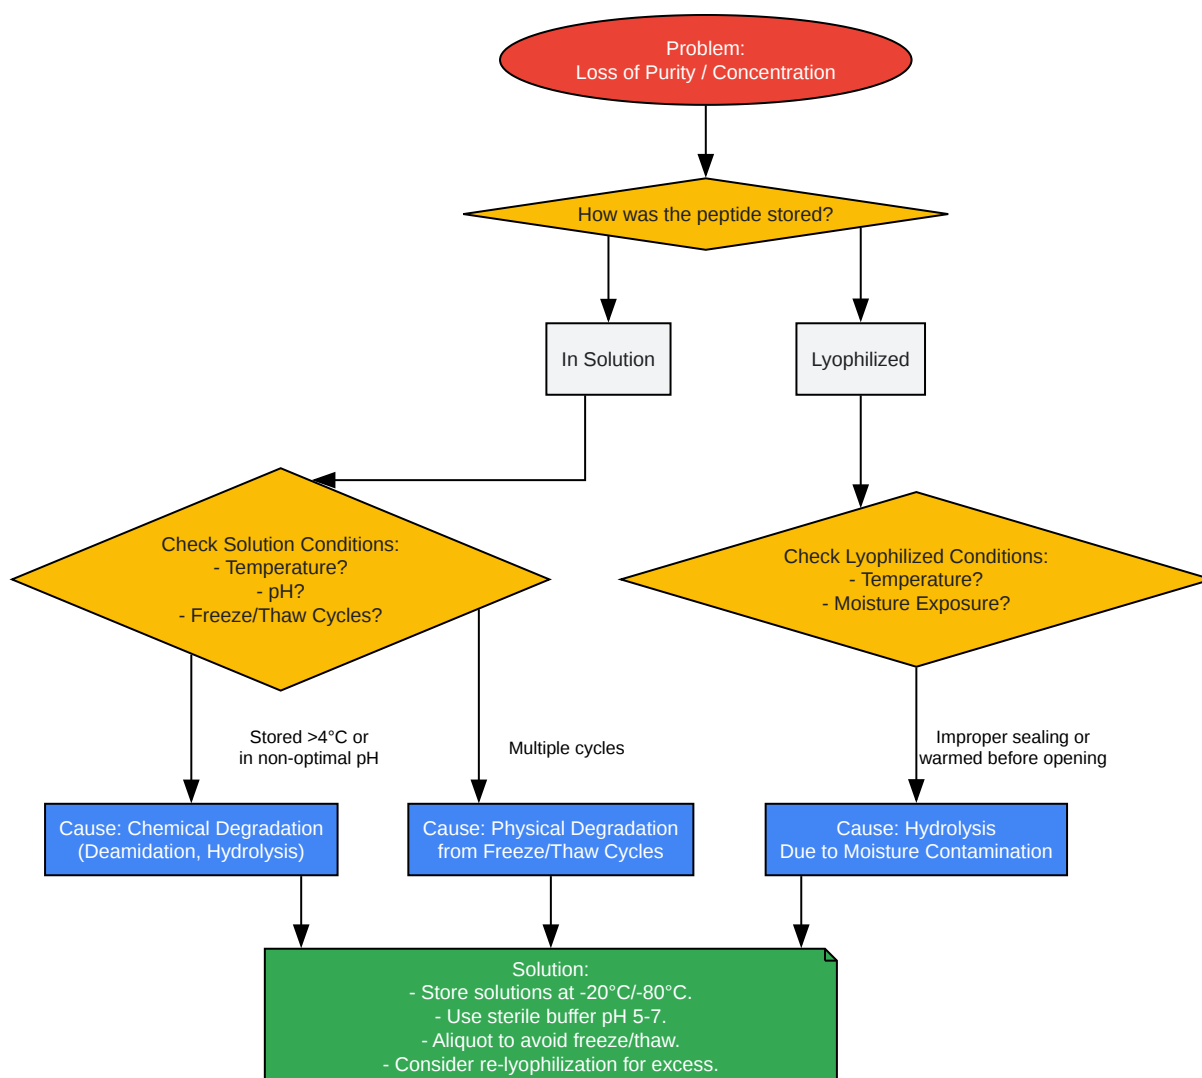 Problem:
Loss of Purity / Concentration
How was the peptide stored?
In Solution
Lyophilized
Check Solution Conditions:
- Temperature?
- pH?
- Freeze/Thaw Cycles?
Check Lyophilized Conditions:
- Temperature?
- Moisture Exposure?
Stored >4°C or
in non-optimal pH
Multiple cycles
Improper sealing or
warmed before opening
Cause: Chemical Degradation
(Deamidation, Hydrolysis)
Cause: Physical Degradation
from Freeze/Thaw Cycles
Cause: Hydrolysis
Due to Moisture Contamination
Solution:
- Store solutions at -20°C/-80°C.
- Use sterile buffer pH 5-7.
- Aliquot to avoid freeze/thaw.
- Consider re-lyophilization for excess.